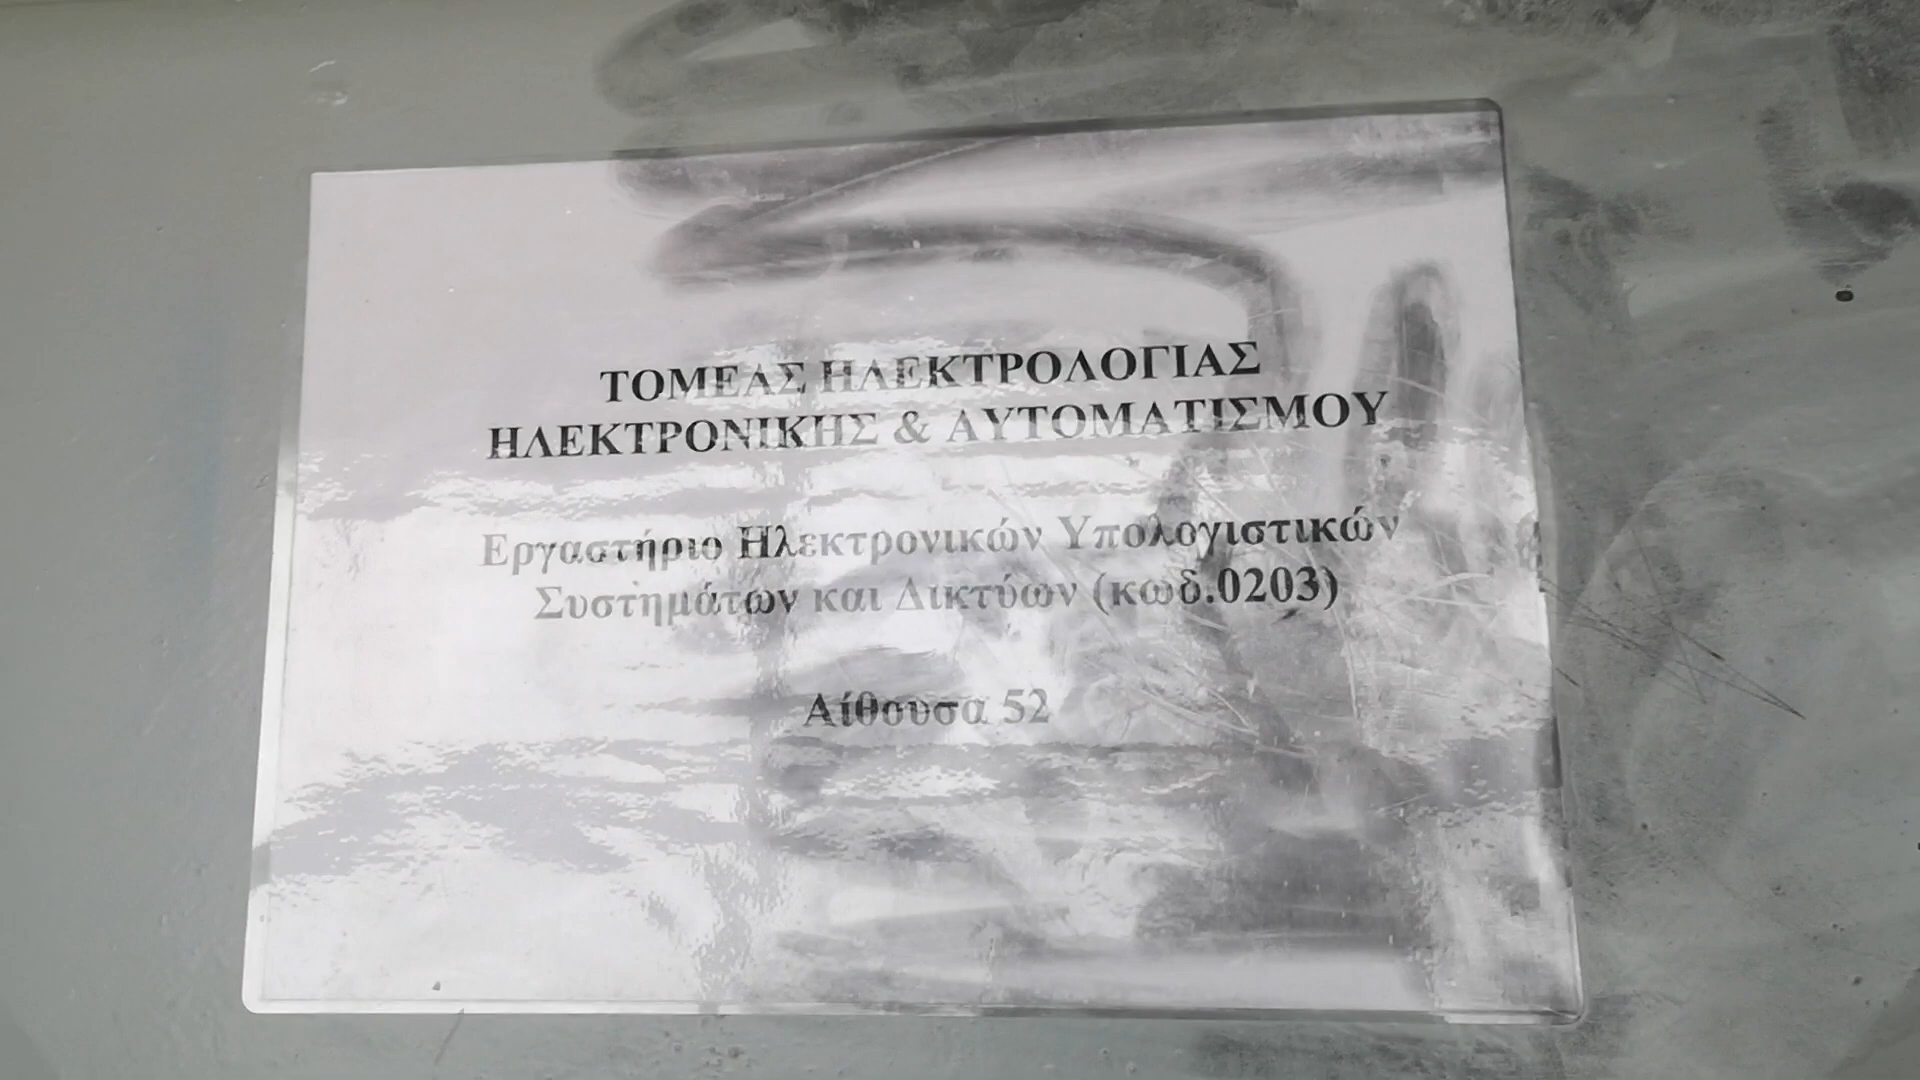 ΤΟΜΕΑΣ ΗΛΕΚΤΡΟΛΟΓΙΑΣ
ΗΛΕΚΤΡΟΝΙΚΗΣ & ΑΥΤΟΜΑΤΙΣΜΟΥ
Εργαστήριο Ηλεκτρονικών Υπολογιστικών
Συστημάτων και Δικτύων (κωδ.0203)
Αίθουσα 52